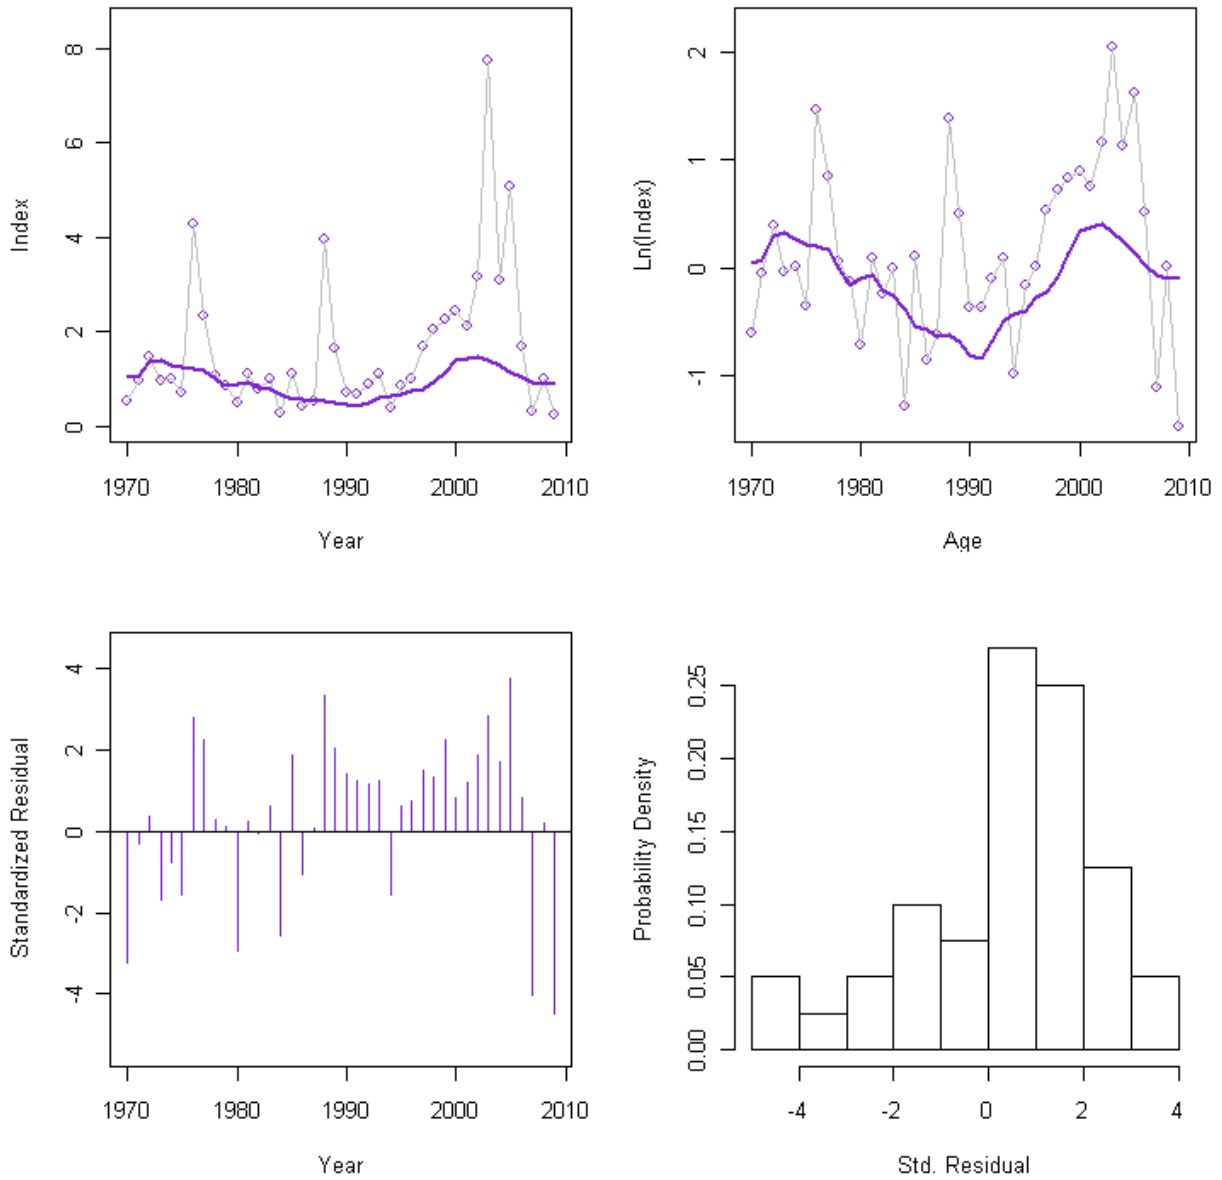 8
6
4
2
0
Index
1970 1980 1990 2000 2010
Year
2
1
0
-1
Ln(Index)
1970 1980 1990 2000 2010
Age
4
2
0
-2
-4
Standardized Residual
1970 1980 1990 2000 2010
Year
0.25
0.20
0.15
0.10
0.05
0.00
Probability Density
-4 -2 0 2 4
Std. Residual